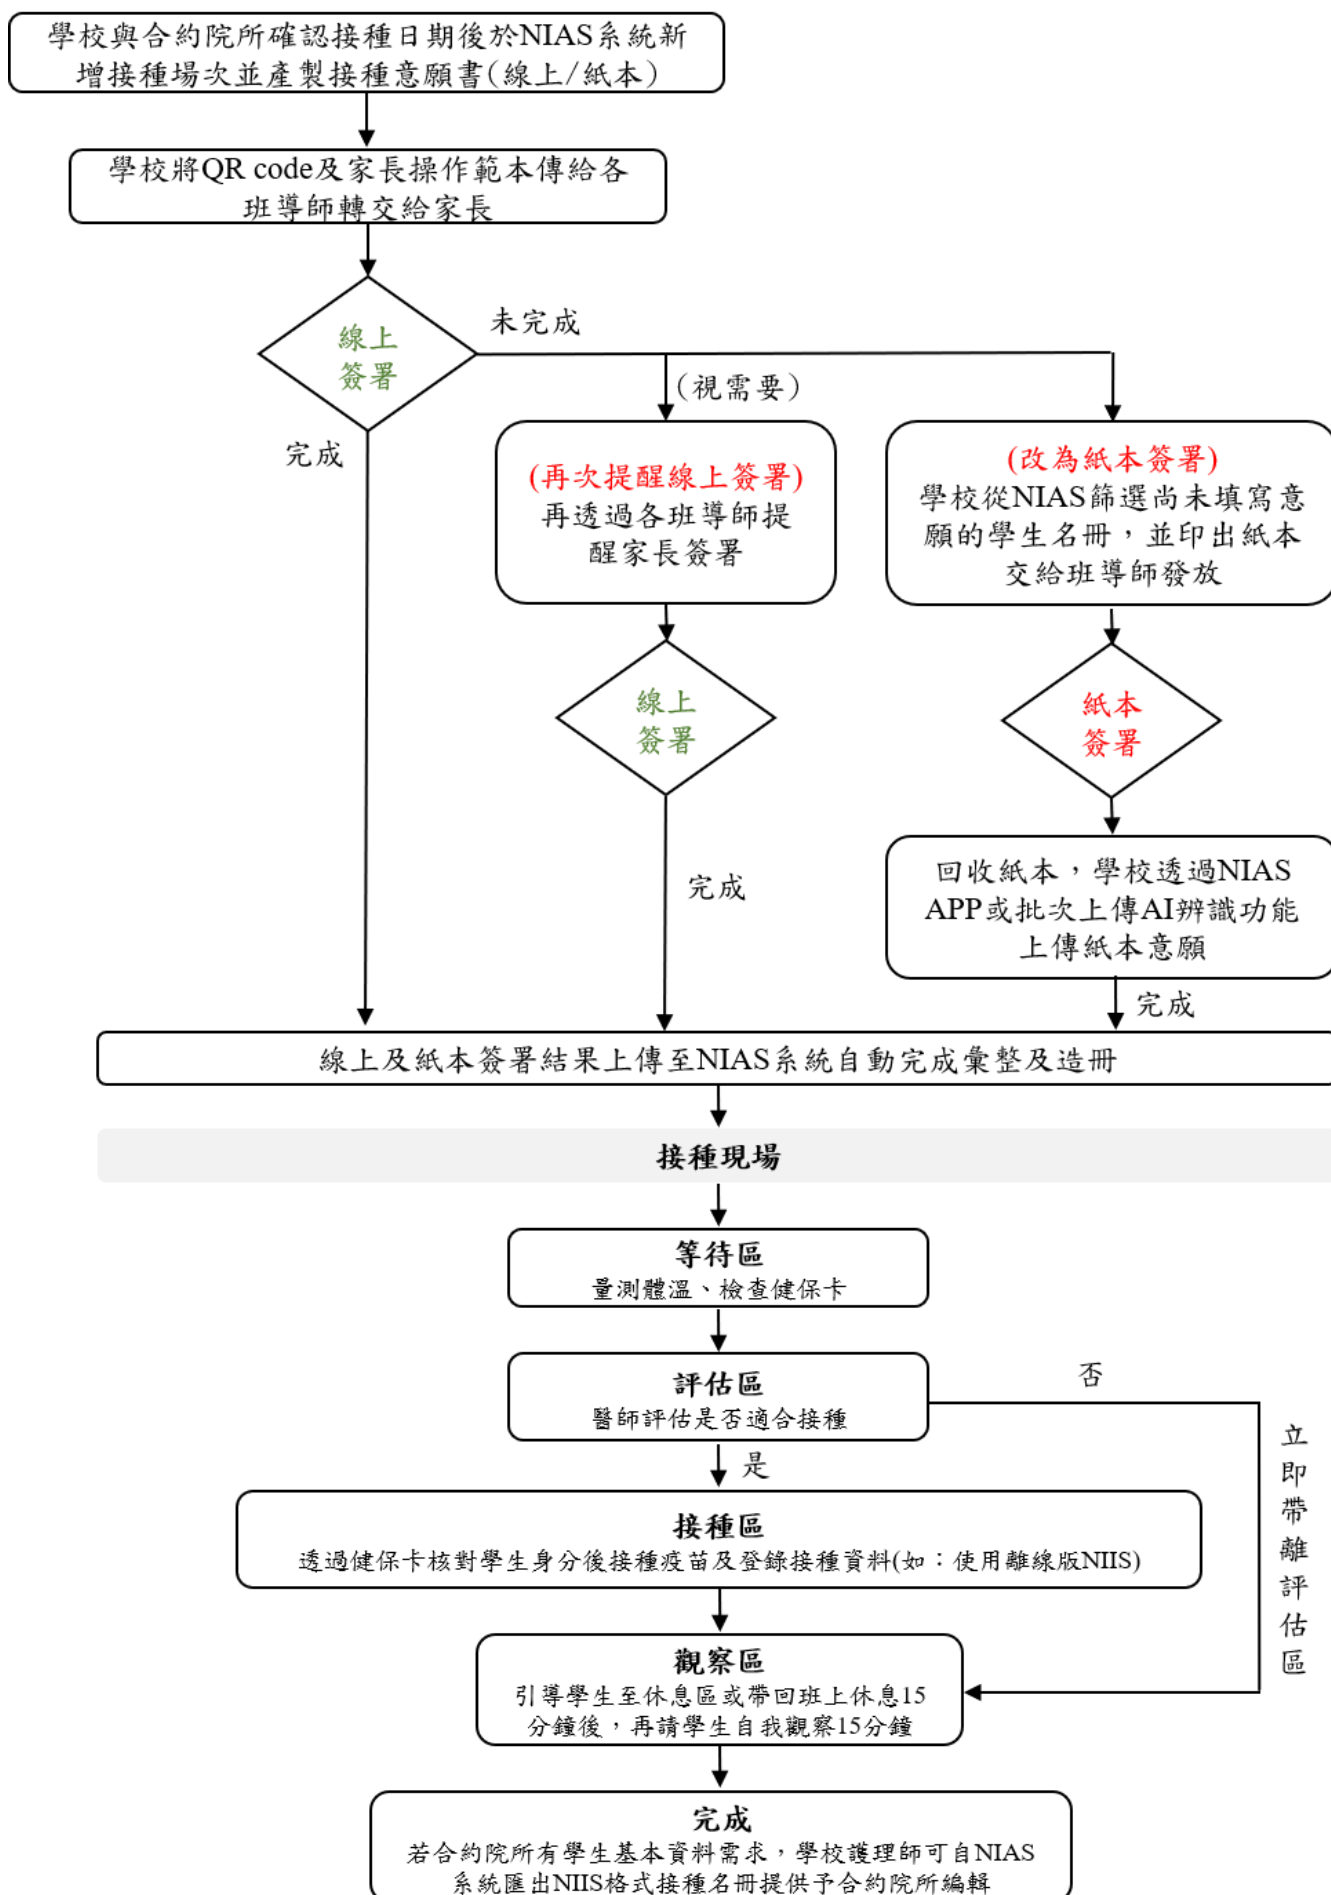 學校與合約院所確認接種日期後於NIAS系統新
增接種場次並產製接種意願書(線上/紙本)
學校將QR code及家長操作範本傳給各
班導師轉交給家長
線上
簽署
未完成
完成
(視需要)
(再次提醒線上簽署)
再透過各班導師提
醒家長簽署
(改為紙本簽署)
學校從NIAS篩選尚未填寫意
願的學生名冊，並印出紙本
交給班導師發放
線上
簽署
紙本
簽署
完成
回收紙本，學校透過NIAS
APP或批次上傳AI辨識功能
上傳紙本意願
完成
線上及紙本簽署結果上傳至NIAS系統自動完成彙整及造冊
接種現場
等待區
量測體溫、檢查健保卡
評估區
醫師評估是否適合接種
否
是
立即帶離評估區
接種區
透過健保卡核對學生身分後接種疫苗及登錄接種資料(如：使用離線版NIIS)
觀察區
引導學生至休息區或帶回班上休息15
分鐘後，再請學生自我觀察15分鐘
完成
若合約院所有學生基本資料需求，學校護理師可自NIAS
系統匯出NIIS格式接種名冊提供予合約院所編輯